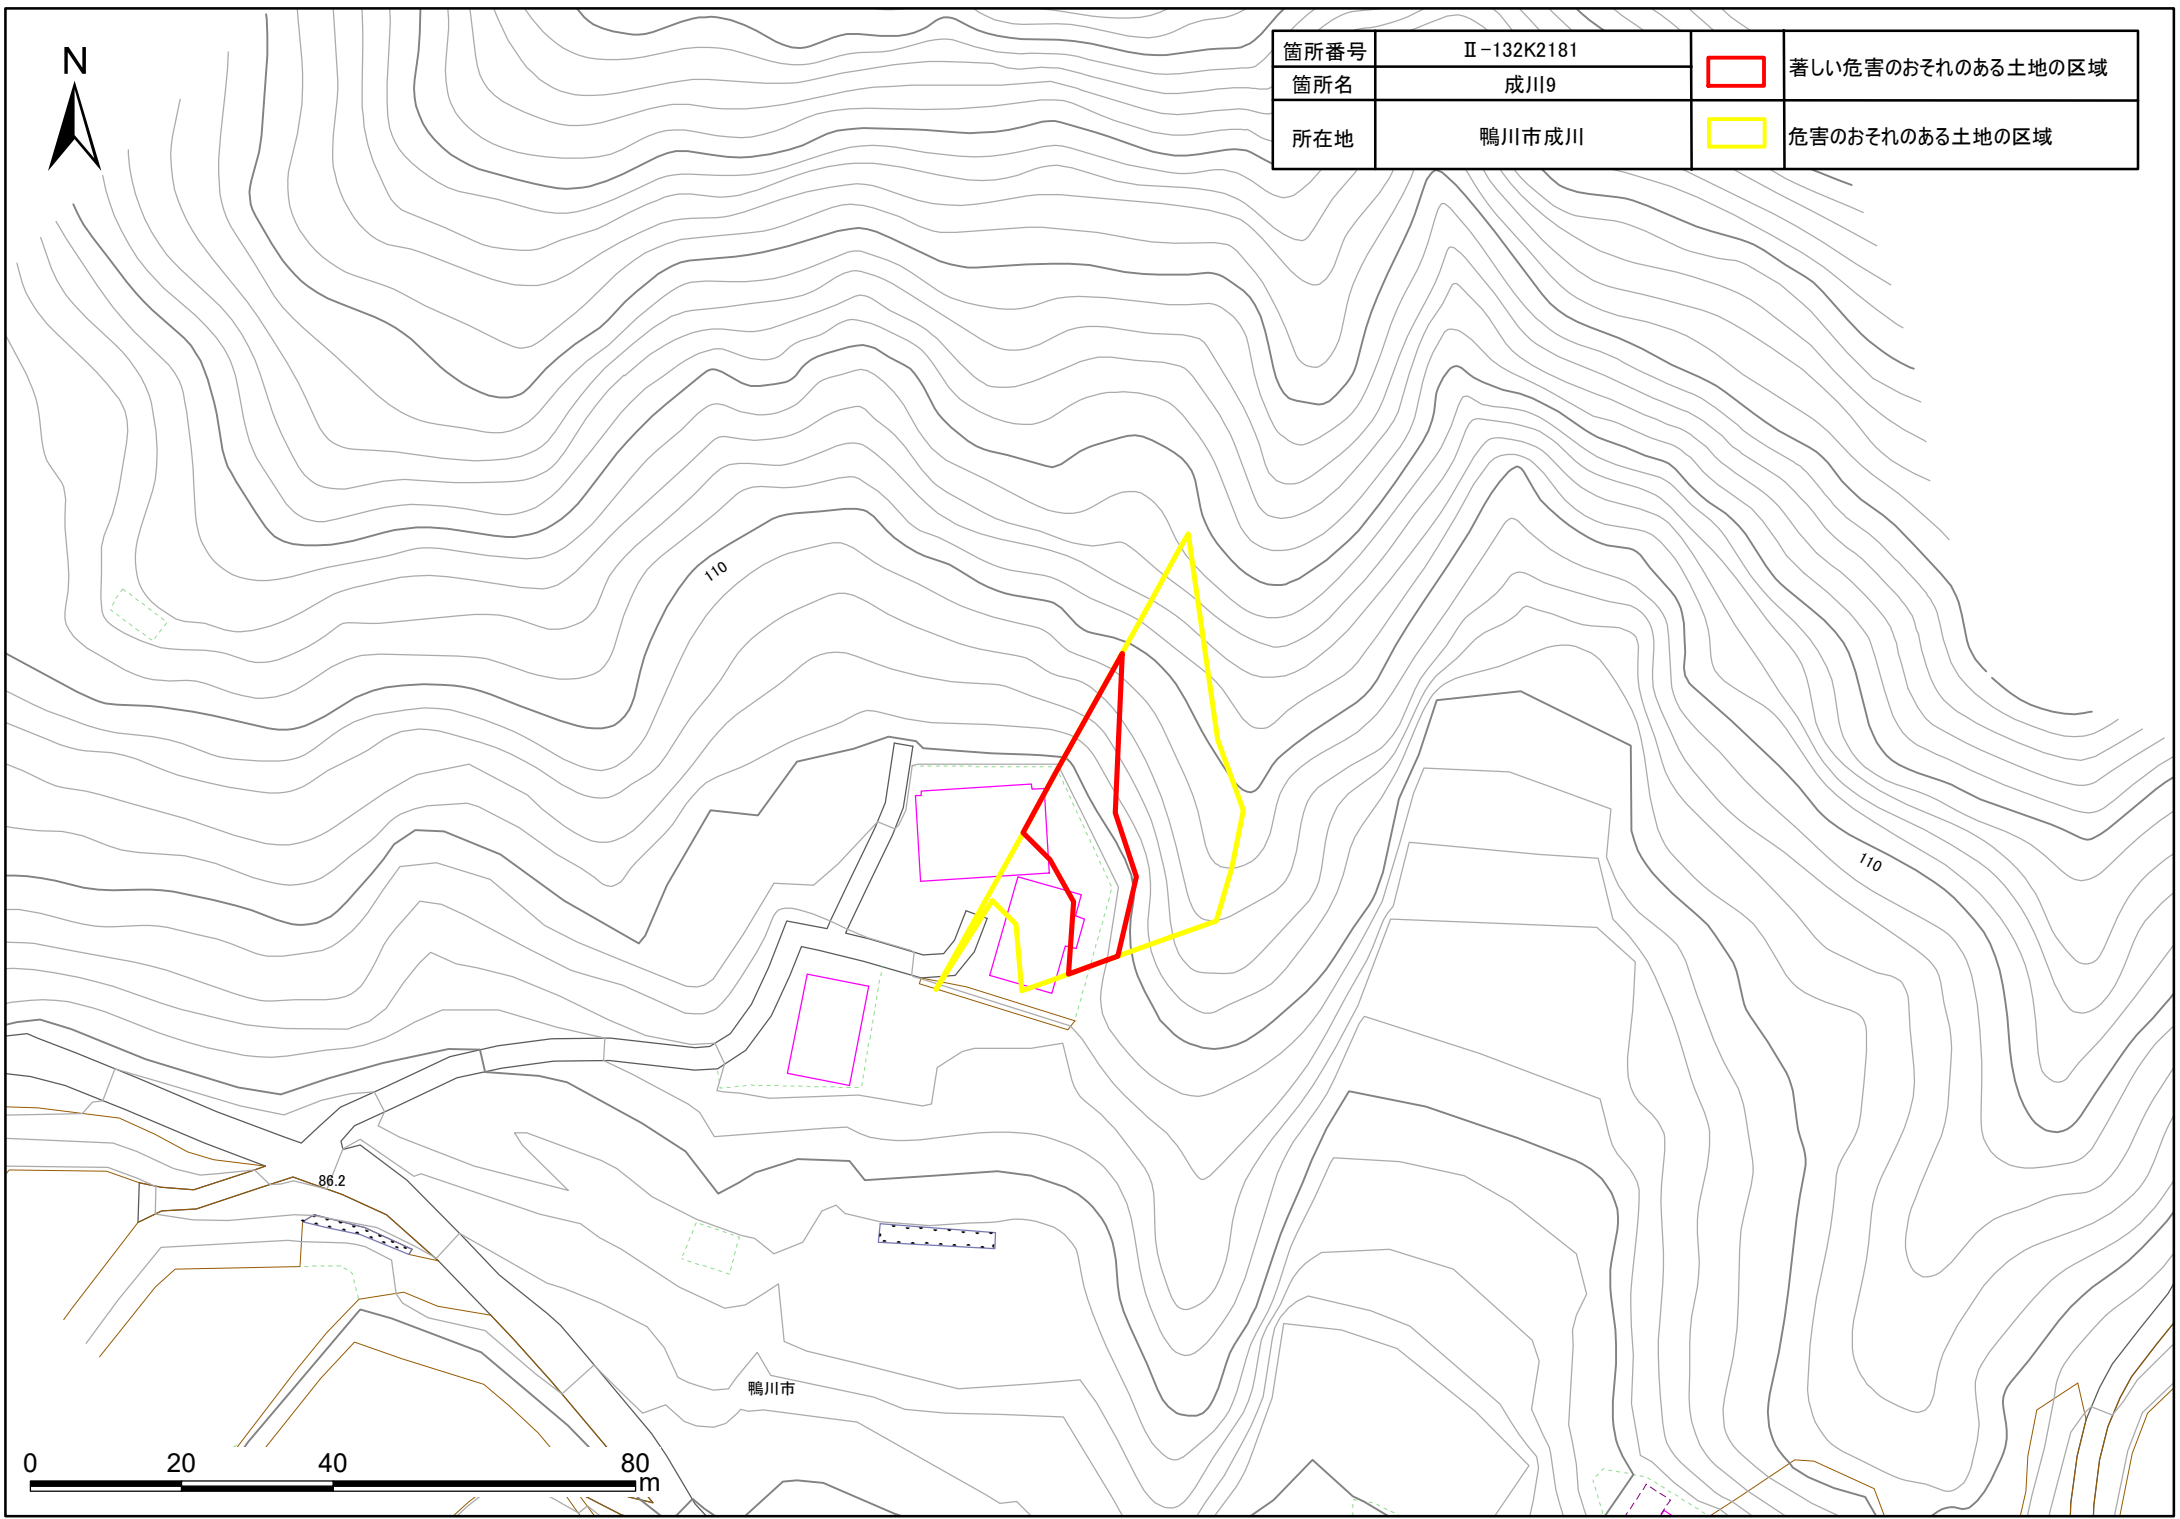 N
箇所番号 Ⅱ-132K2181
箇所名 成川9
所在地 鴨川市成川
著しい危害のおそれのある土地の区域
危害のおそれのある土地の区域
110
110
86.2
鴨川市
0 20 40 80
m